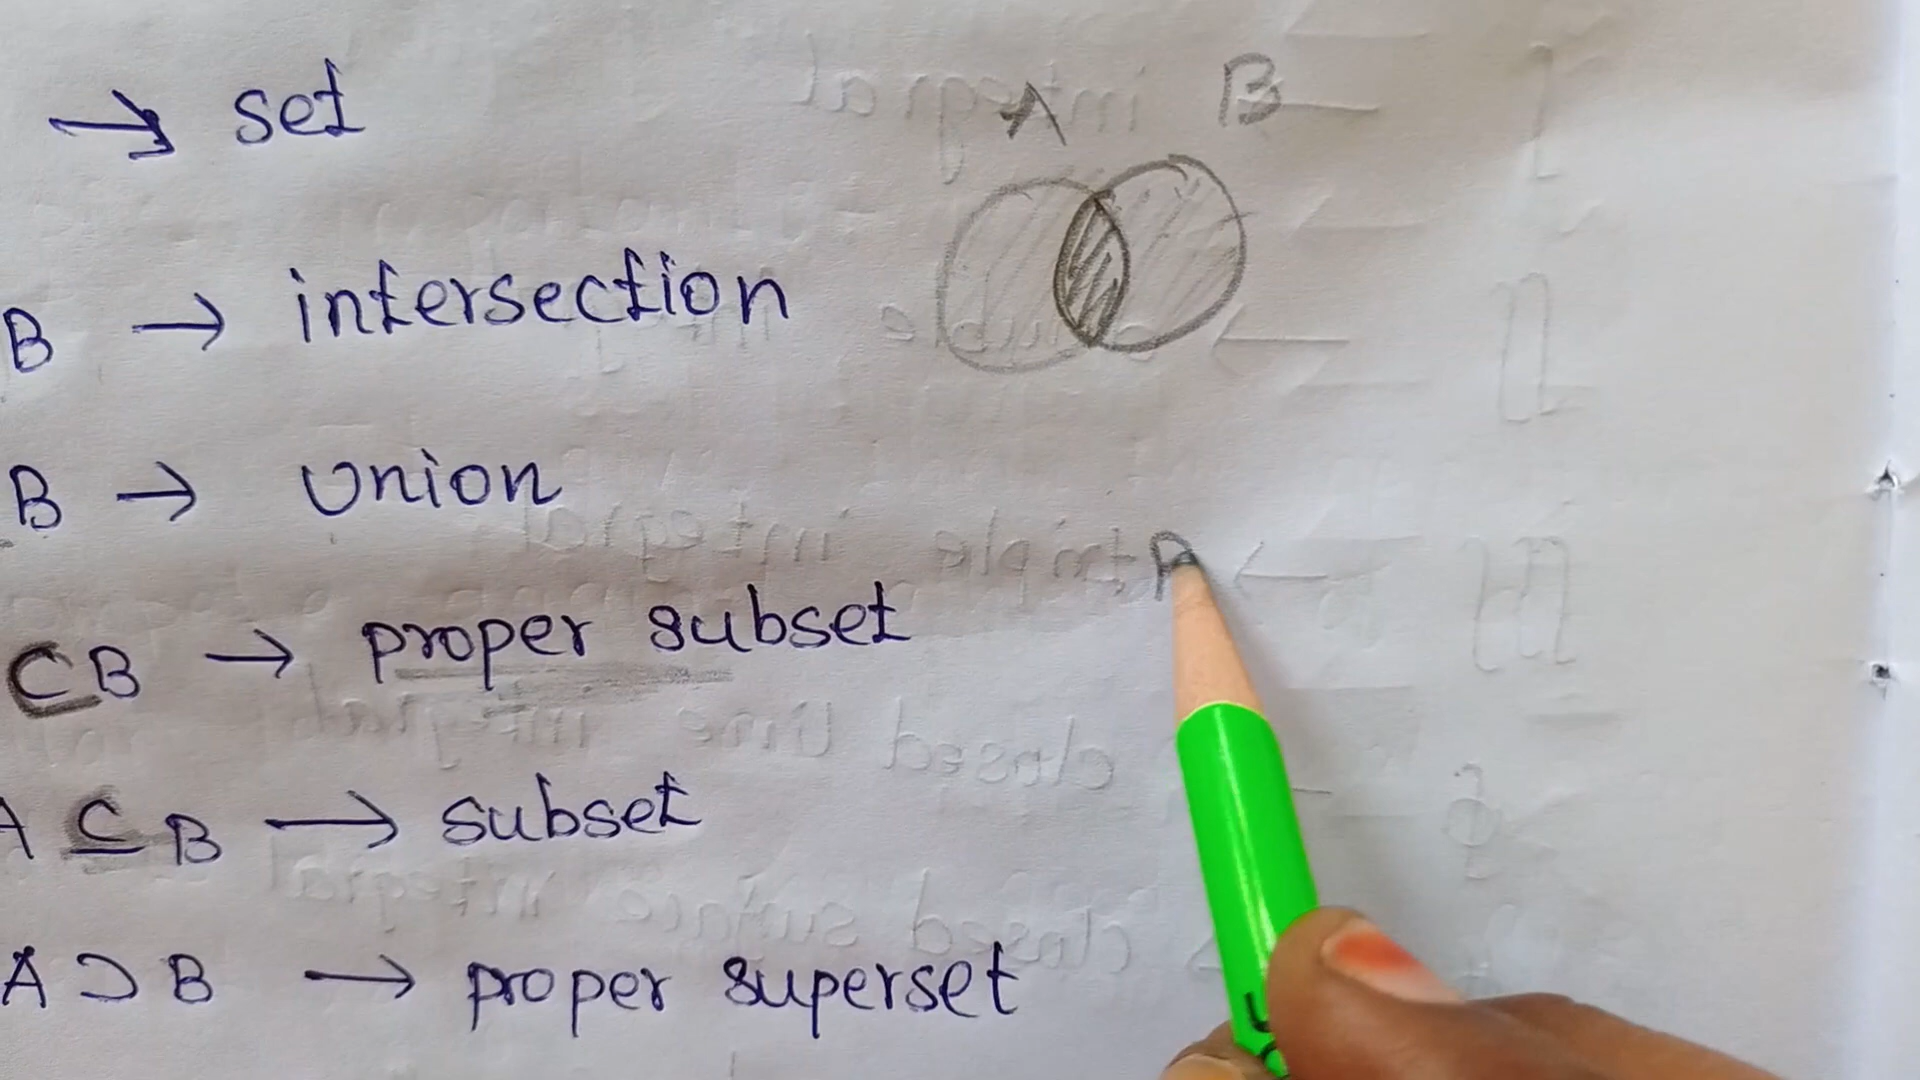 → set
A B
B → intersection
B → Union
⊂ B → proper subset
A ⊆ B → subset
A ⊃ B → proper superset